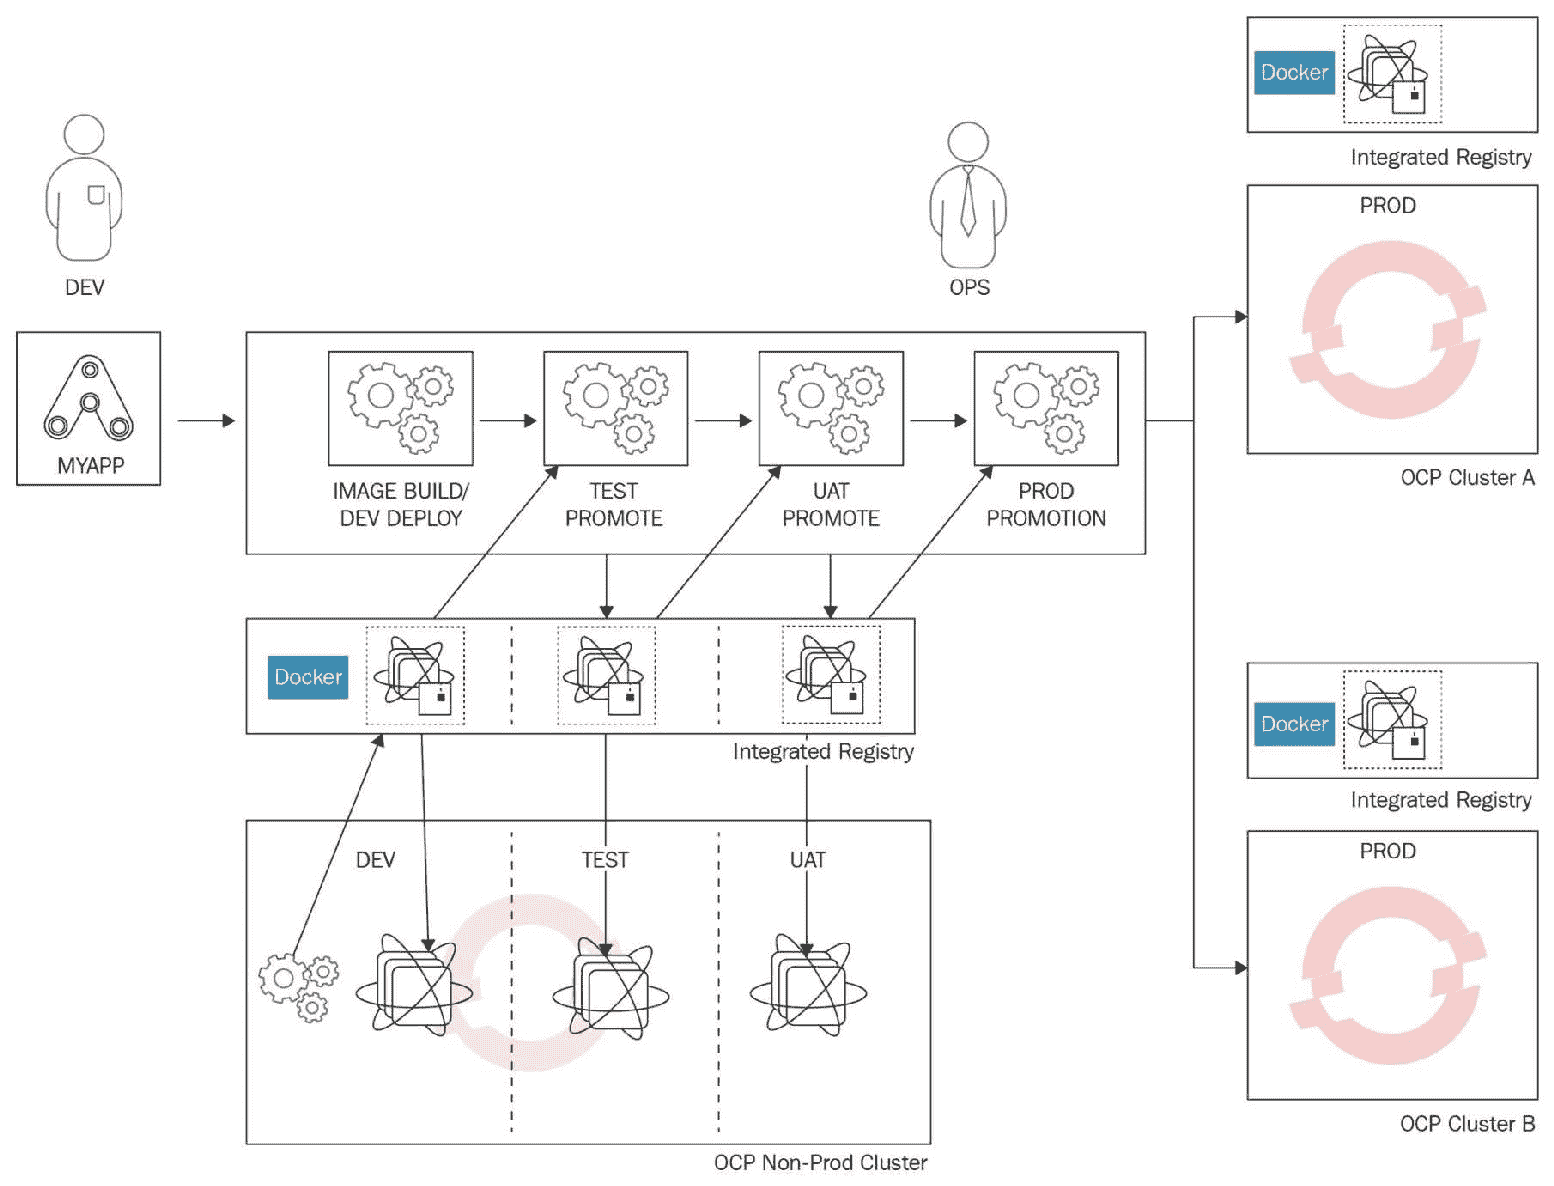 Docker
Integrated Registry
PROD
DEV
OPS
OCP Cluster A
MYAPP
IMAGE BUILD/
DEV DEPLOY
TEST
PROMOTE
UAT
PROMOTE
PROD
PROMOTION
Docker
Integrated Registry
Docker
Integrated Registry
DEV
TEST
UAT
PROD
OCP Cluster B
OCP Non-Prod Cluster